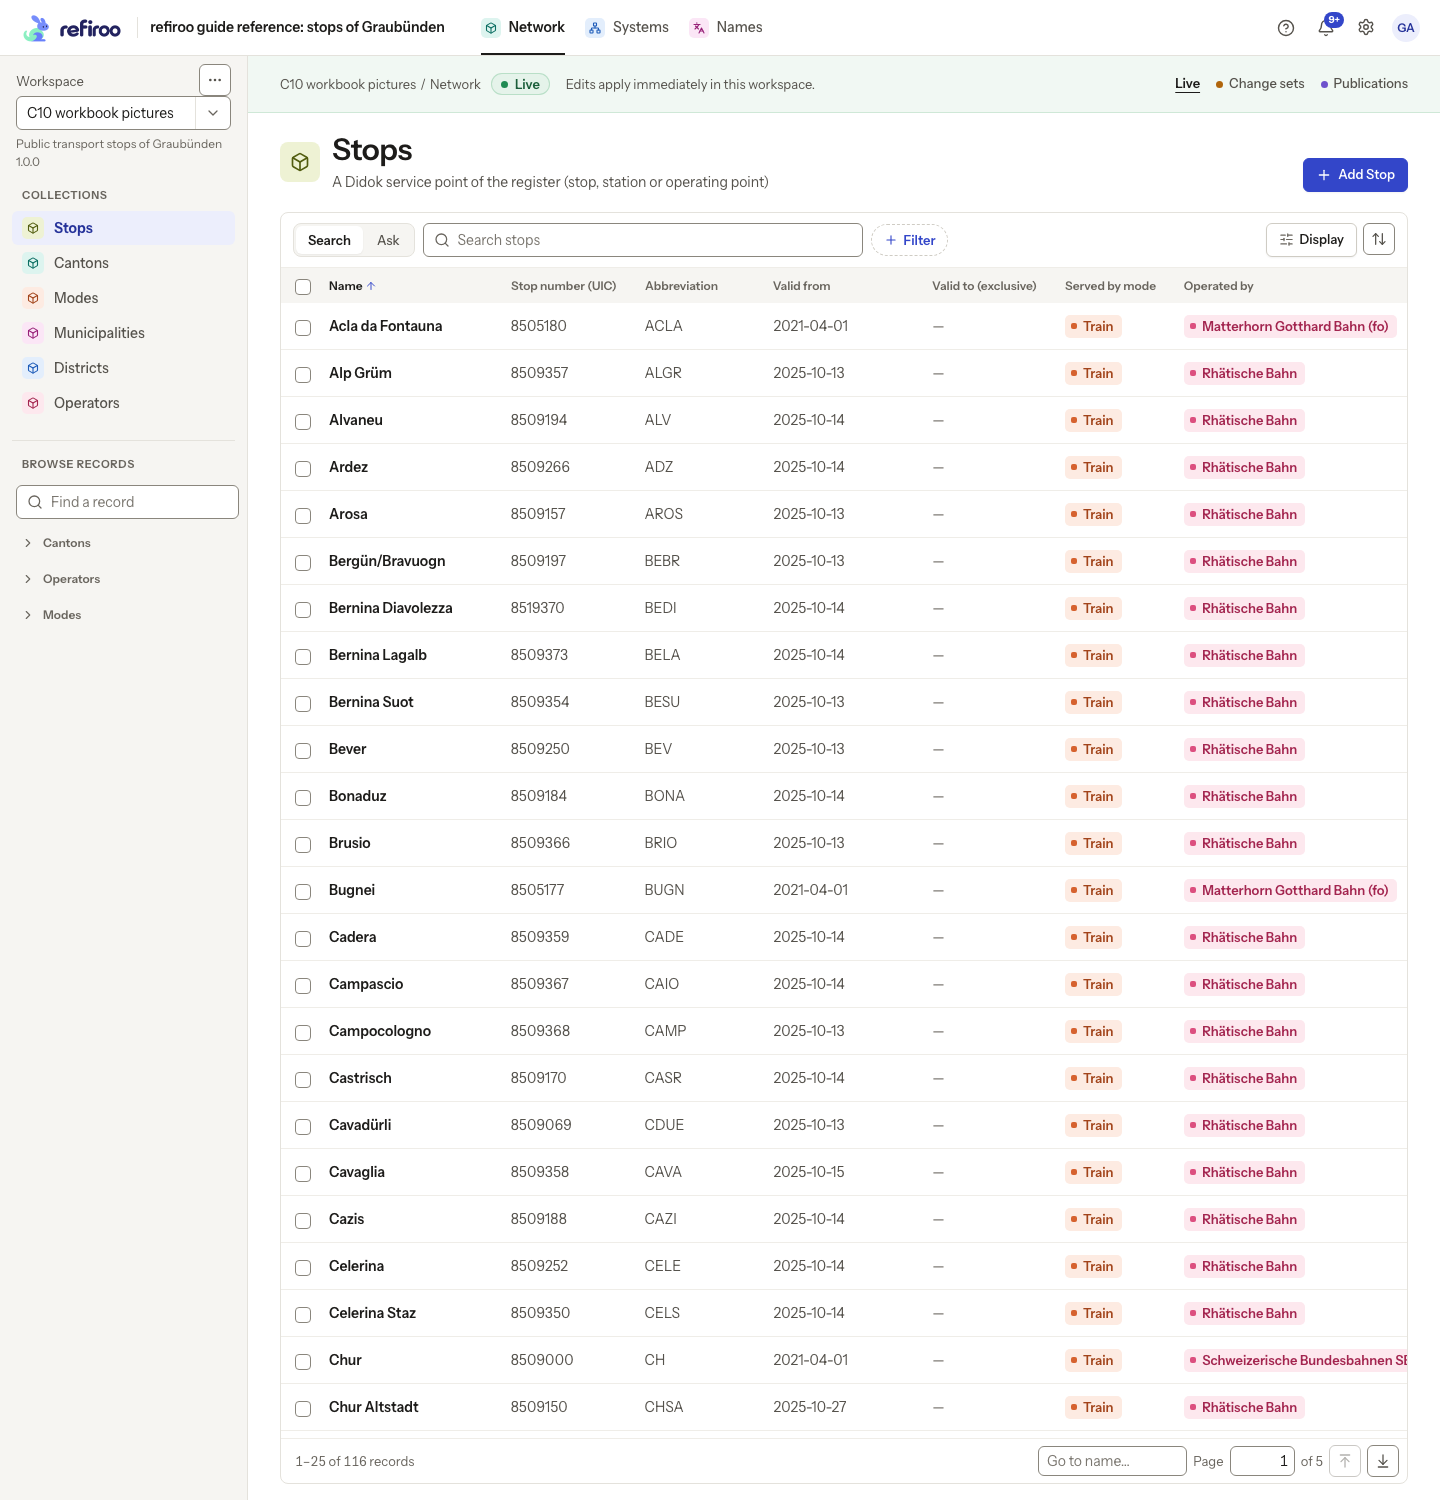 refiroo
refiroo guide reference: stops of Graubünden
Network
Systems
Names
9+
GA
Workspace
C10 workbook pictures
Public transport stops of Graubünden
1.0.0
COLLECTIONS
Stops
Cantons
Modes
Municipalities
Districts
Operators
BROWSE RECORDS
Find a record
Cantons
Operators
Modes
C10 workbook pictures / Network
Live
Edits apply immediately in this workspace.
Live
Change sets
Publications
Stops
A Didok service point of the register (stop, station or operating point)
Add Stop
Search
Ask
Search stops
Filter
Display
Name Stop number (UIC) Abbreviation Valid from Valid to (exclusive) Served by mode Operated by
Acla da Fontauna 8505180 ACLA 2021-04-01 — Train Matterhorn Gotthard Bahn (fo)
Alp Grüm 8509357 ALGR 2025-10-13 — Train Rhätische Bahn
Alvaneu 8509194 ALV 2025-10-14 — Train Rhätische Bahn
Ardez 8509266 ADZ 2025-10-14 — Train Rhätische Bahn
Arosa 8509157 AROS 2025-10-13 — Train Rhätische Bahn
Bergün/Bravuogn 8509197 BEBR 2025-10-13 — Train Rhätische Bahn
Bernina Diavolezza 8519370 BEDI 2025-10-14 — Train Rhätische Bahn
Bernina Lagalb 8509373 BELA 2025-10-14 — Train Rhätische Bahn
Bernina Suot 8509354 BESU 2025-10-13 — Train Rhätische Bahn
Bever 8509250 BEV 2025-10-13 — Train Rhätische Bahn
Bonaduz 8509184 BONA 2025-10-14 — Train Rhätische Bahn
Brusio 8509366 BRIO 2025-10-13 — Train Rhätische Bahn
Bugnei 8505177 BUGN 2021-04-01 — Train Matterhorn Gotthard Bahn (fo)
Cadera 8509359 CADE 2025-10-14 — Train Rhätische Bahn
Campascio 8509367 CAIO 2025-10-14 — Train Rhätische Bahn
Campocologno 8509368 CAMP 2025-10-13 — Train Rhätische Bahn
Castrisch 8509170 CASR 2025-10-14 — Train Rhätische Bahn
Cavadürli 8509069 CDUE 2025-10-13 — Train Rhätische Bahn
Cavaglia 8509358 CAVA 2025-10-15 — Train Rhätische Bahn
Cazis 8509188 CAZI 2025-10-14 — Train Rhätische Bahn
Celerina 8509252 CELE 2025-10-14 — Train Rhätische Bahn
Celerina Staz 8509350 CELS 2025-10-14 — Train Rhätische Bahn
Chur 8509000 CH 2021-04-01 — Train Schweizerische Bundesbahnen
Chur Altstadt 8509150 CHSA 2025-10-27 — Train Rhätische Bahn
1–25 of 116 records
Go to name...
Page 1 of 5